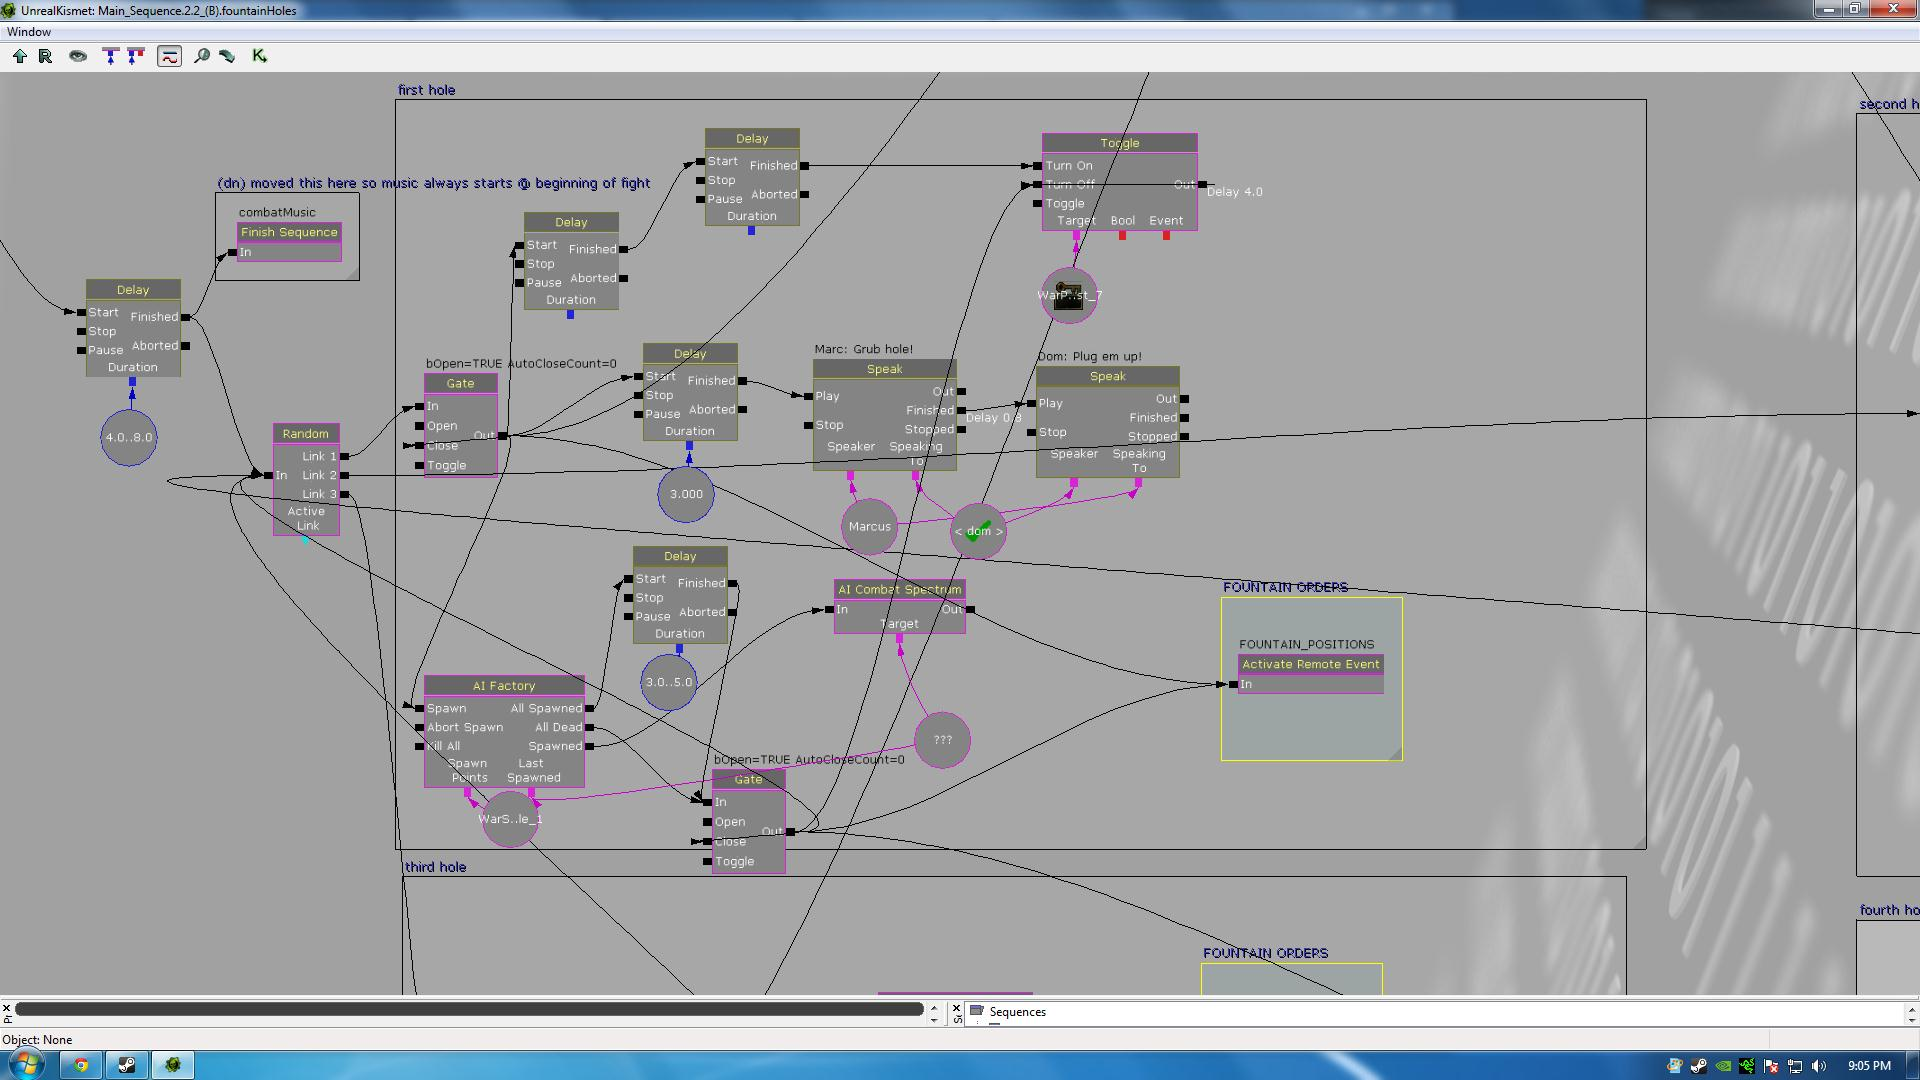 UnrealKismet: Main_Sequence.2.2_(B).fountainHoles
Window
first hole
second h
(dn) moved this here so music always starts @ beginning of fight
combatMusic
Finish Sequence
In
Delay
Start Finished
Stop
Pause Aborted
Duration
4.0..8.0
Delay
Start Finished
Stop
Pause Aborted
Duration
Delay
Start Finished
Stop
Pause Aborted
Duration
Toggle
Turn On
Turn Off Out
Toggle
Target Bool Event
Delay 4.0
WarP..st_7
bOpen=TRUE AutoCloseCount=0
Gate
In
Open
Out
Close
Toggle
Delay
Start Finished
Stop
Pause Aborted
Duration
3.000
Marc: Grub hole!
Speak
Play Out
Finished
Stop Stopped
Speaker Speaking
To
Delay 0.8
Dom: Plug em up!
Speak
Play Out
Finished
Stop Stopped
Speaker Speaking
To
Marcus
< dom >
Random
Link 1
In Link 2
Link 3
Active
Link
Delay
Start Finished
Stop
Pause Aborted
Duration
3.0..5.0
AI Combat Spectrum
In Out
Target
???
FOUNTAIN ORDERS
FOUNTAIN_POSITIONS
Activate Remote Event
In
AI Factory
Spawn All Spawned
Abort Spawn All Dead
Kill All Spawned
Spawn Last
Points Spawned
WarS..le_1
bOpen=TRUE AutoCloseCount=0
Gate
In
Open
Out
Close
Toggle
third hole
fourth ho
FOUNTAIN ORDERS
Sequences
Object: None
9:05 PM